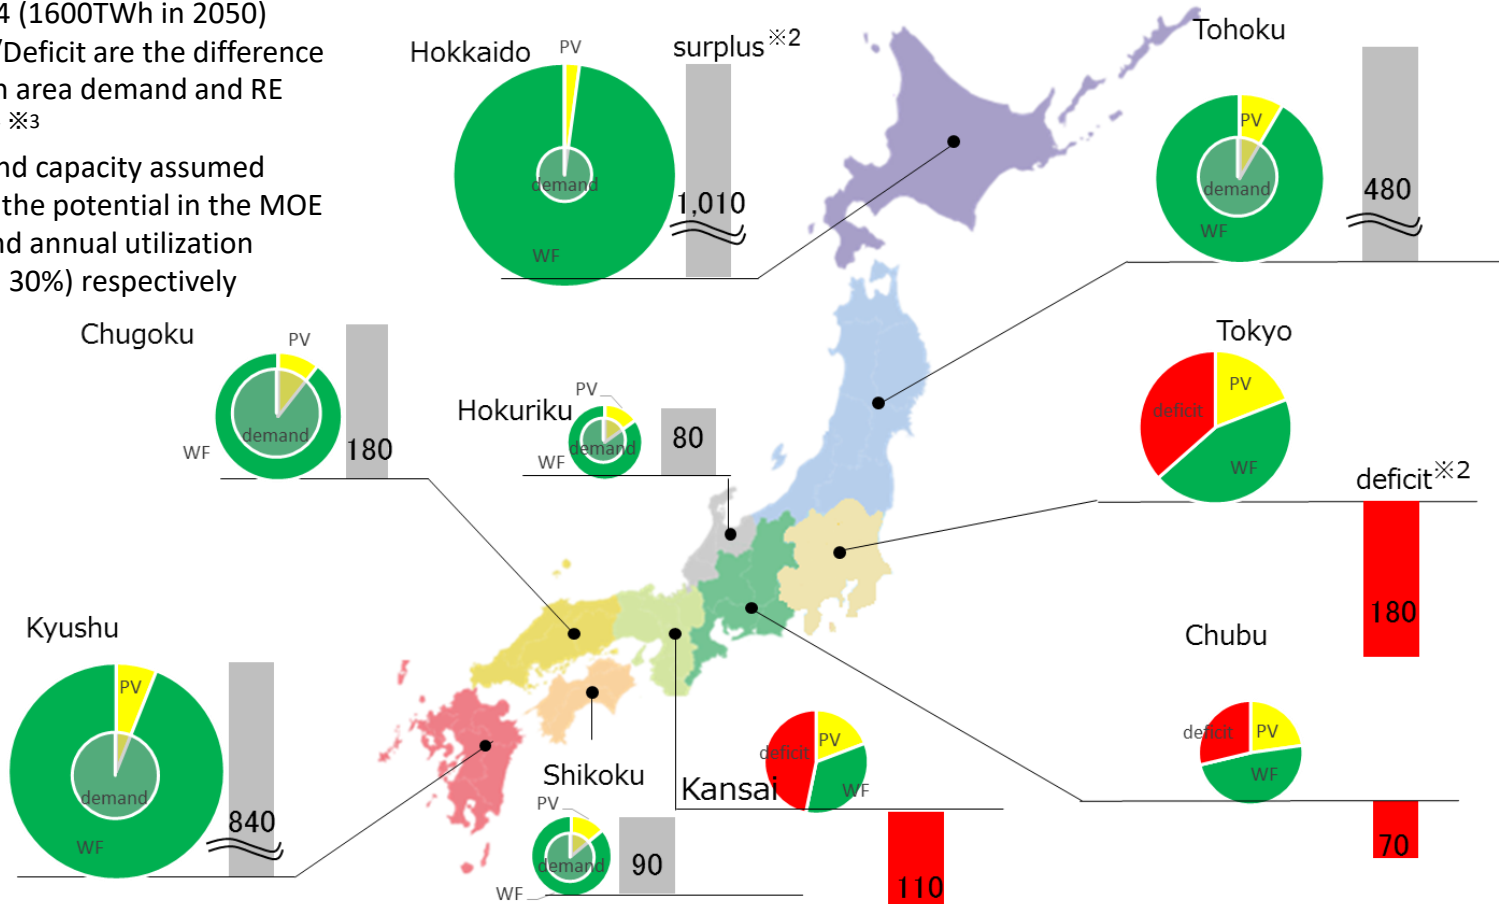 4 (1600TWh in 2050)
/Deficit are the difference
n area demand and RE
※3
nd capacity assumed
the potential in the MOE
nd annual utilization
30%) respectively
Hokkaido
PV
demand
WF
surplus※2
1,010
Tohoku
PV
demand
WF
480
Chugoku
PV
demand
WF
180
Hokuriku
PV
demand
WF
80
Tokyo
PV
deficit
WF
deficit※2
180
Kyushu
PV
demand
WF
840
Shikoku
PV
demand
WF
90
Kansai
deficit
PV
WF
110
Chubu
deficit
PV
WF
70